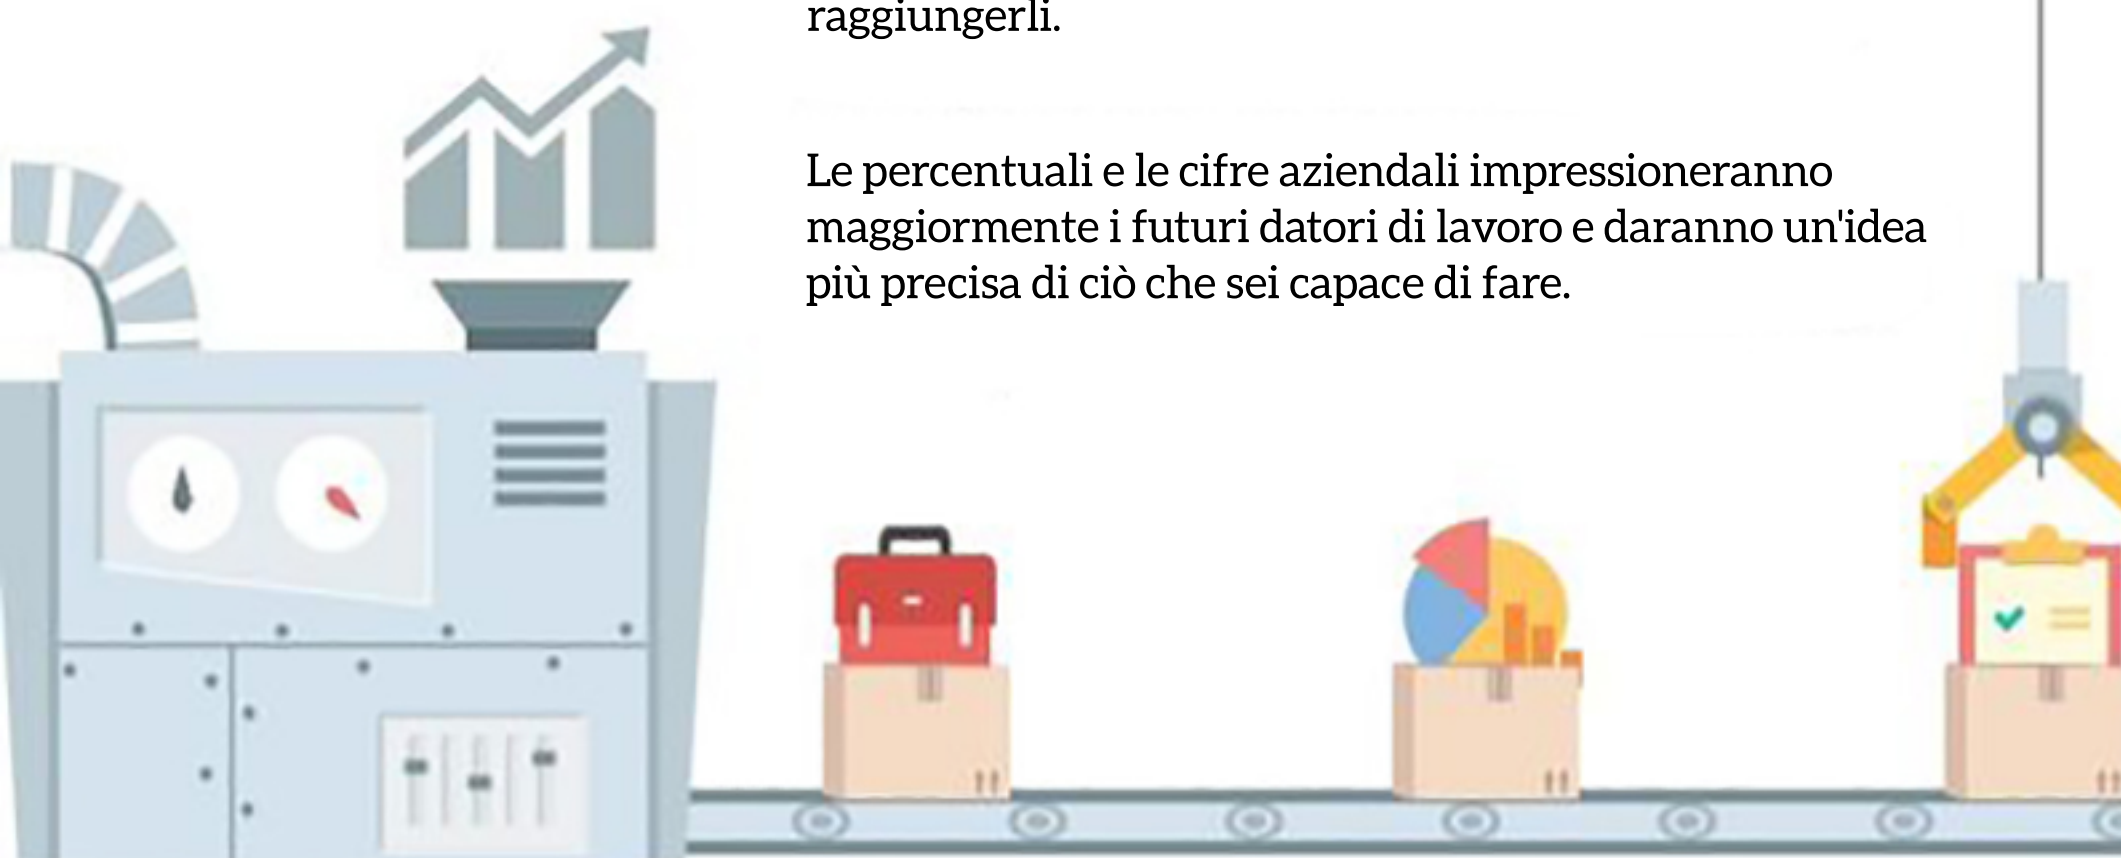 raggiungerli.
Le percentuali e le cifre aziendali impressioneranno
maggiormente i futuri datori di lavoro e daranno un'idea
più precisa di ciò che sei capace di fare.